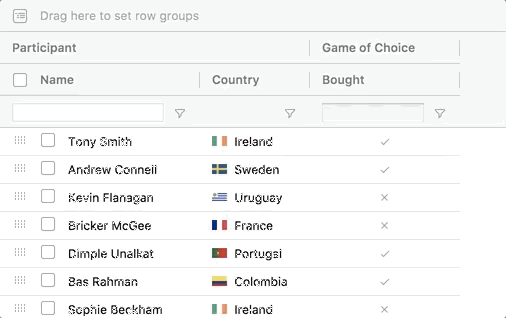 Drag here to set row groups
Participant Game of Choice
Name Country Bought
Tony Smith Ireland
Andrew Connell Sweden
Kevin Flanagan Uruguay
Bricker McGee France
Dimple Unalkat Portugal
Bas Rahman Colombia
Sophie Beckham Ireland